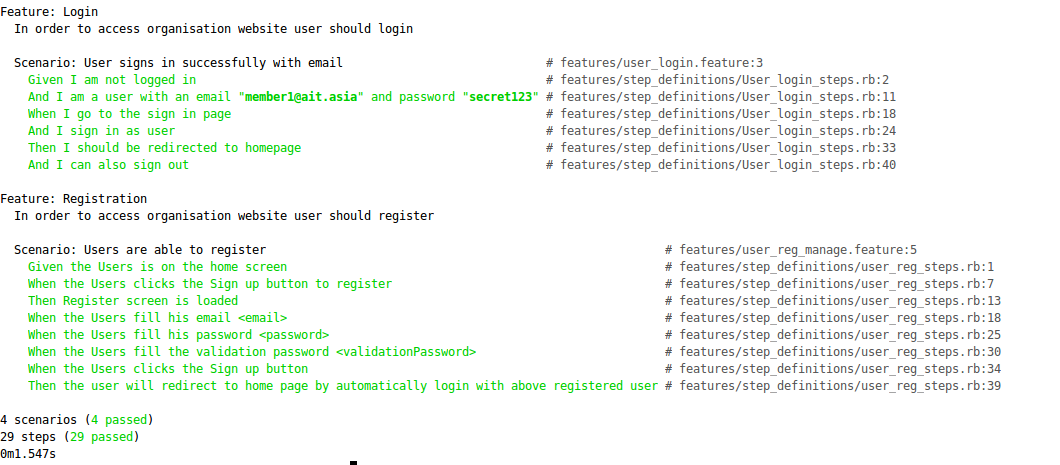 Feature: Login
  In order to access organisation website user should login

  Scenario: User signs in successfully with email                             # features/user_login.feature:3
    Given I am not logged in                                                  # features/step_definitions/User_login_steps.rb:2
    And I am a user with an email "member1@ait.asia" and password "secret123" # features/step_definitions/User_login_steps.rb:11
    When I go to the sign in page                                             # features/step_definitions/User_login_steps.rb:18
    And I sign in as user                                                     # features/step_definitions/User_login_steps.rb:24
    Then I should be redirected to homepage                                   # features/step_definitions/User_login_steps.rb:33
    And I can also sign out                                                   # features/step_definitions/User_login_steps.rb:40

Feature: Registration
  In order to access organisation website user should register

  Scenario: Users are able to register                                                         # features/user_reg_manage.feature:5
    Given the Users is on the home screen                                                      # features/step_definitions/user_reg_steps.rb:1
    When the Users clicks the Sign up button to register                                       # features/step_definitions/user_reg_steps.rb:7
    Then Register screen is loaded                                                             # features/step_definitions/user_reg_steps.rb:13
    When the Users fill his email <email>                                                      # features/step_definitions/user_reg_steps.rb:18
    When the Users fill his password <password>                                                # features/step_definitions/user_reg_steps.rb:25
    When the Users fill the validation password <validationPassword>                           # features/step_definitions/user_reg_steps.rb:30
    When the Users clicks the Sign up button                                                   # features/step_definitions/user_reg_steps.rb:34
    Then the user will redirect to home page by automatically login with above registered user # features/step_definitions/user_reg_steps.rb:39

4 scenarios (4 passed)
29 steps (29 passed)
0m1.547s